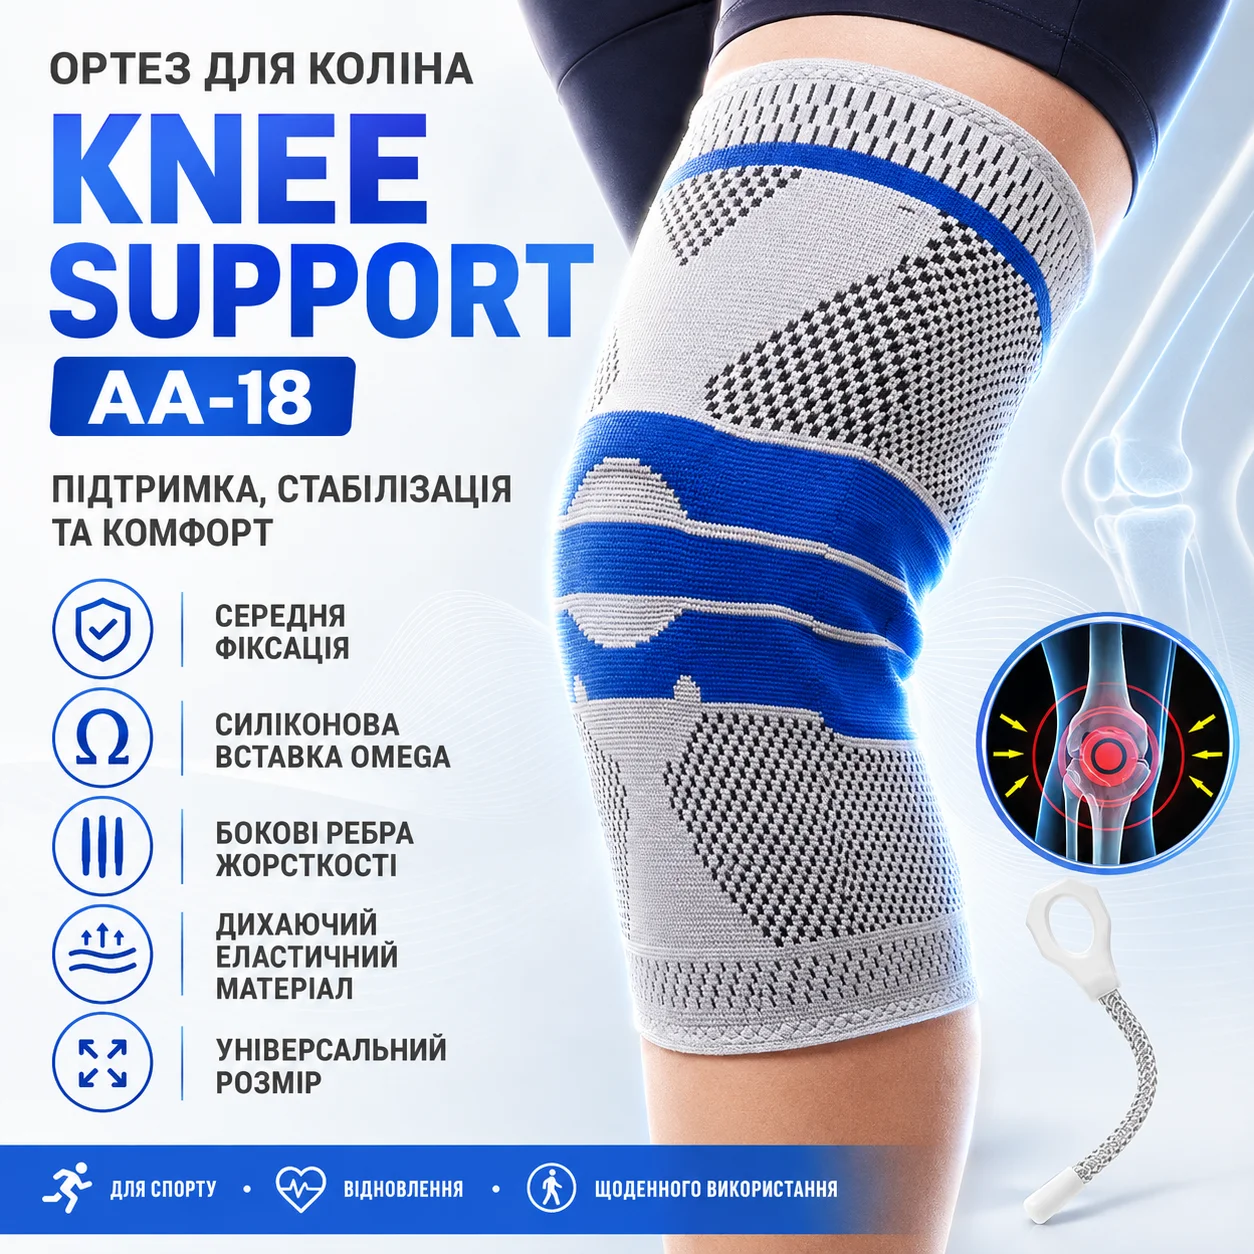 ОРТЕЗ ДЛЯ КОЛІНА
KNEE
SUPPORT
AA-18
ПІДТРИМКА, СТАБІЛІЗАЦІЯ
ТА КОМФОРТ
СЕРЕДНЯ
ФІКСАЦІЯ
Ω
СИЛІКОНОВА
ВСТАВКА OMEGA
БОКОВІ РЕБРА
ЖОРСТКОСТІ
ДИХАЮЧИЙ
ЕЛАСТИЧНИЙ
МАТЕРІАЛ
УНІВЕРСАЛЬНИЙ
РОЗМІР
ДЛЯ СПОРТУ • ВІДНОВЛЕННЯ • ЩОДЕННОГО ВИКОРИСТАННЯ